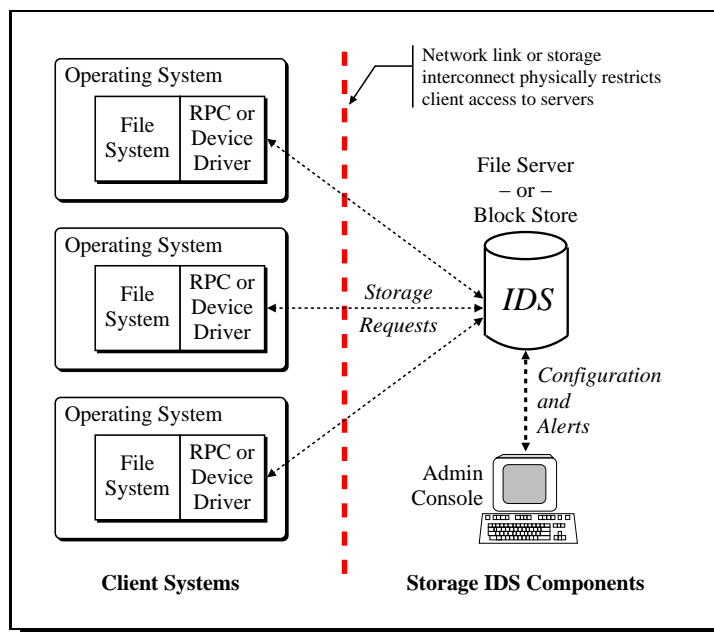 Operating System
File
System
RPC or
Device
Driver
Operating System
File
System
RPC or
Device
Driver
Operating System
File
System
RPC or
Device
Driver
Client Systems
Network link or storage
interconnect physically restricts
client access to servers
File Server
– or –
Block Store
IDS
Storage
Requests
Configuration
and
Alerts
Admin
Console
Storage IDS Components